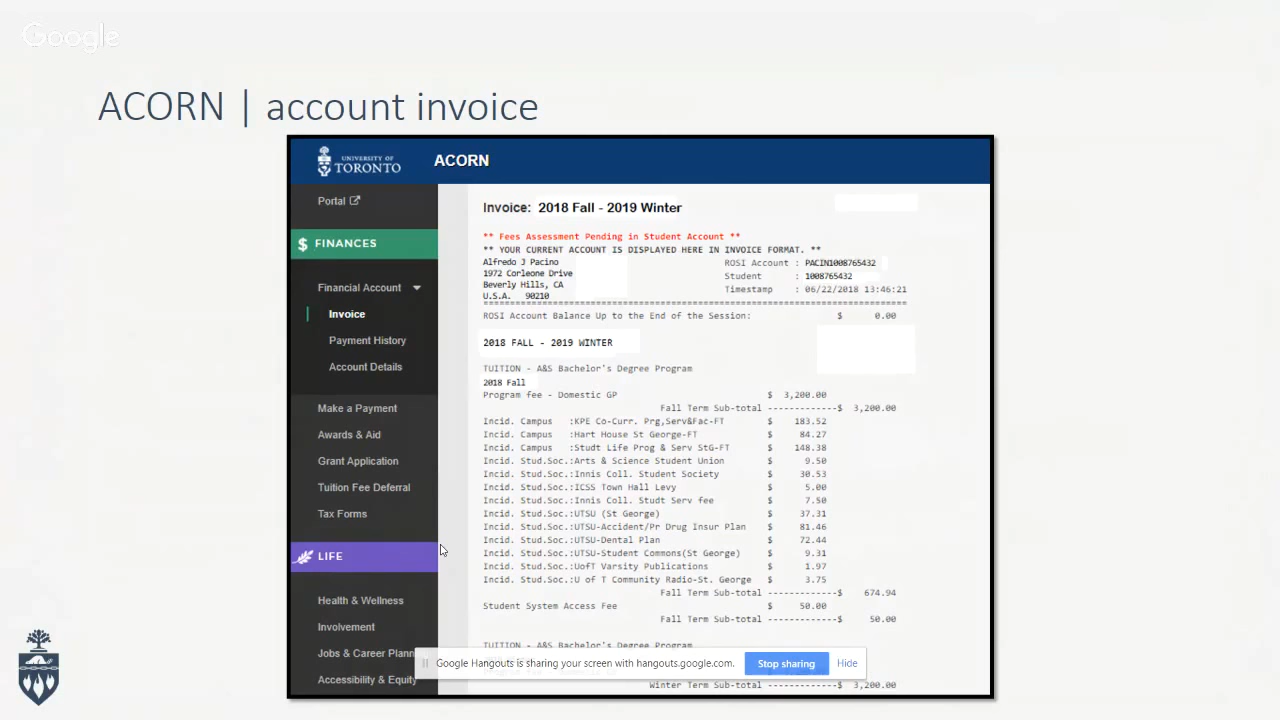 Google
ACORN | account invoice
UNIVERSITY OF
TORONTO
ACORN
Portal
$ FINANCES
Financial Account
Invoice
Payment History
Account Details
Make a Payment
Awards & Aid
Grant Application
Tuition Fee Deferral
Tax Forms
LIFE
Health & Wellness
Involvement
Jobs & Career Plann
Accessibility & Equity
Invoice: 2018 Fall - 2019 Winter
** Fees Assessment Pending in Student Account **
** YOUR CURRENT ACCOUNT IS DISPLAYED HERE IN INVOICE FORMAT. **
Alfredo J Pacino ROSI Account : PACIN1008765432
1972 Corleone Drive Student : 1008765432
Beverly Hills, CA Timestamp : 06/22/2018 13:46:21
U.S.A. 90210
================================================================================
ROSI Account Balance Up to the End of the Session: $ 0.00
2018 FALL - 2019 WINTER
TUITION - A&S Bachelor's Degree Program
2018 Fall
Program fee - Domestic GP $ 3,200.00
Fall Term Sub-total -------------$ 3,200.00
Incid. Campus :KPE Co-Curr. Prg,Serv&Fac-FT $ 183.52
Incid. Campus :Hart House St George-FT $ 84.27
Incid. Campus :Studt Life Prog & Serv StG-FT $ 148.38
Incid. Stud.Soc.:Arts & Science Student Union $ 9.50
Incid. Stud.Soc.:Innis Coll. Student Society $ 30.53
Incid. Stud.Soc.:ICSS Town Hall Levy $ 5.00
Incid. Stud.Soc.:Innis Coll. Studt Serv fee $ 7.50
Incid. Stud.Soc.:UTSU (St George) $ 37.31
Incid. Stud.Soc.:UTSU-Accident/Pr Drug Insur Plan $ 81.46
Incid. Stud.Soc.:UTSU-Dental Plan $ 72.44
Incid. Stud.Soc.:UTSU-Student Commons(St George) $ 9.31
Incid. Stud.Soc.:UofT Varsity Publications $ 1.97
Incid. Stud.Soc.:U of T Community Radio-St. George $ 3.75
Fall Term Sub-total -------------$ 674.94
Student System Access Fee $ 50.00
Fall Term Sub-total -------------$ 50.00
TUITION - A&S Bachelor's Degree Program
Google Hangouts is sharing your screen with hangouts.google.com. Stop sharing Hide
Winter Term Sub-total -------------$ 3,200.00